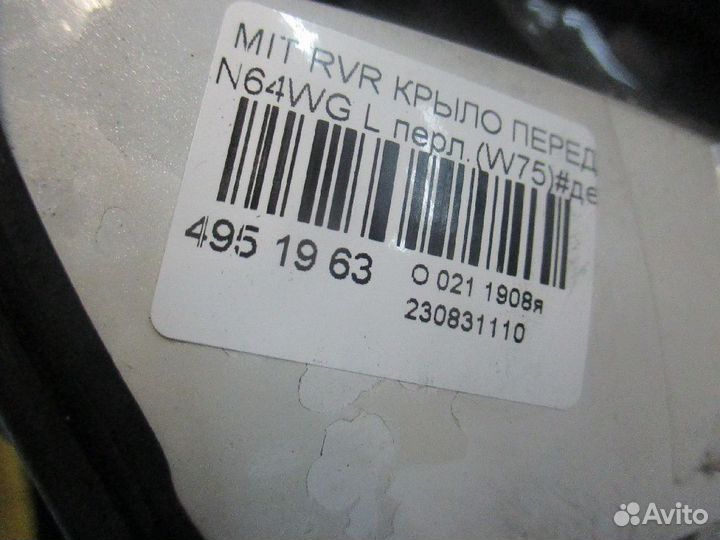 MIT RVR КРЫЛО ПЕРЕД
N64WG L перл.(W75)#де
495 19 63
О 021 1908я
230831110
Avito